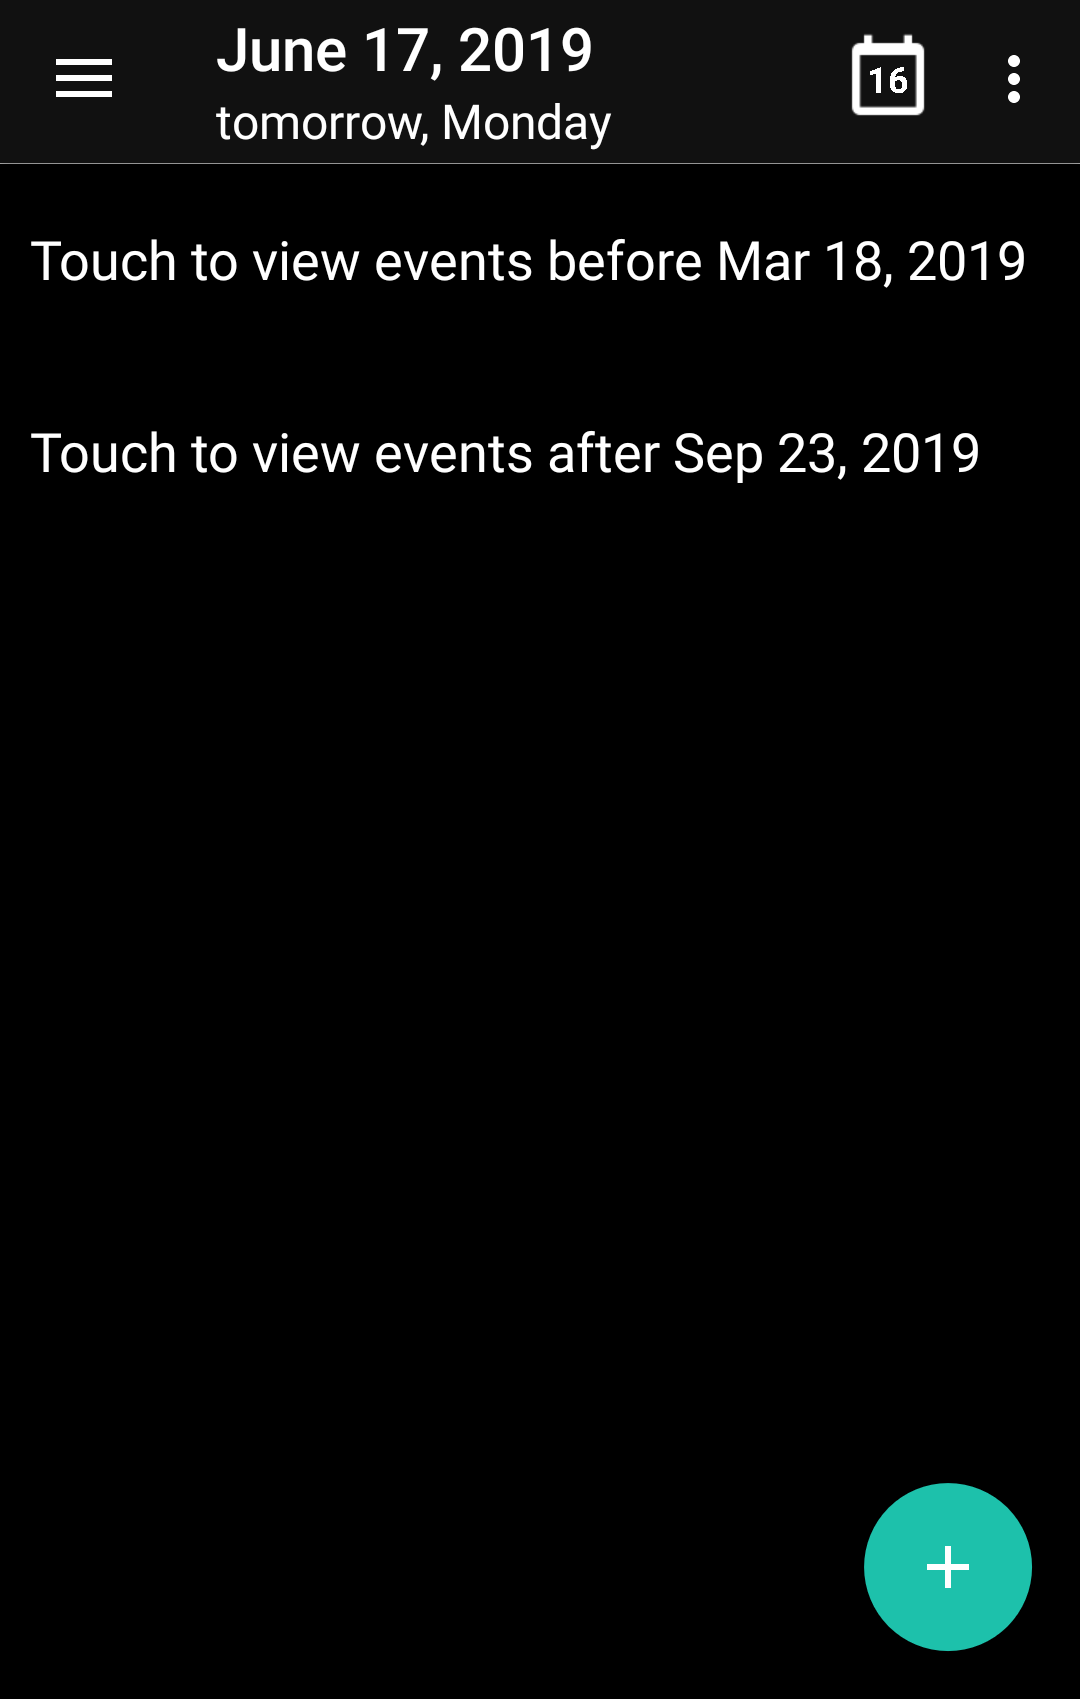 June 17, 2019
tomorrow, Monday
16
Touch to view events before Mar 18, 2019
Touch to view events after Sep 23, 2019